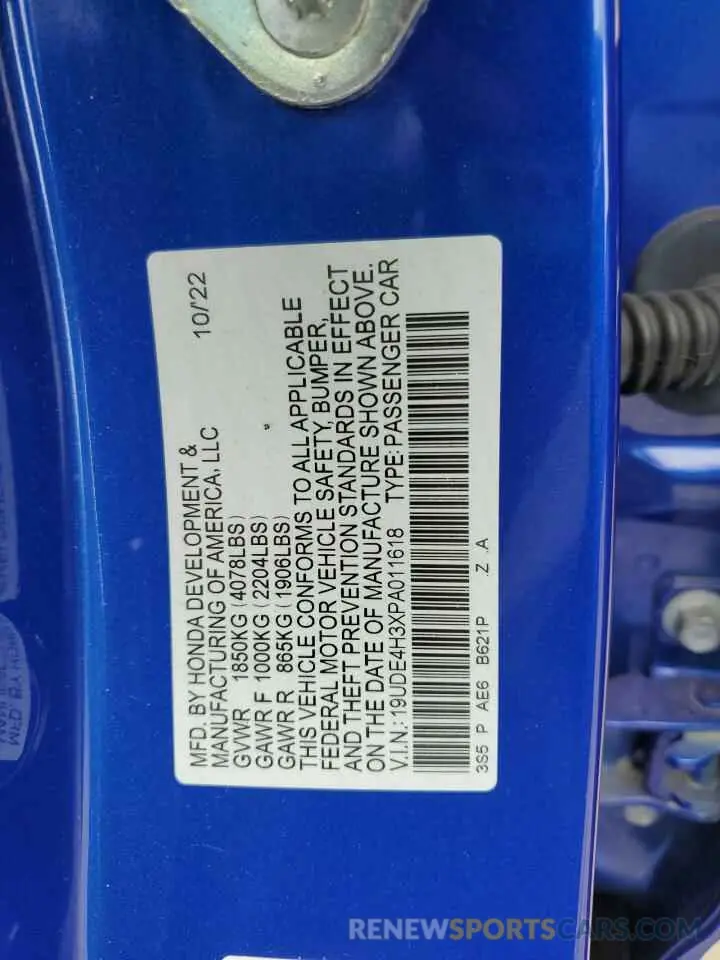 MFD. BY HONDA DEVELOPMENT & 10/22
MANUFACTURING OF AMERICA, LLC
GVWR 1850KG (4078LBS)
GAWR F 1000KG (2204LBS)
GAWR R 865KG (1906LBS)
THIS VEHICLE CONFORMS TO ALL APPLICABLE
FEDERAL MOTOR VEHICLE SAFETY, BUMPER,
AND THEFT PREVENTION STANDARDS IN EFFECT
ON THE DATE OF MANUFACTURE SHOWN ABOVE.
V.I.N.:19UDE4H3XPA011618 TYPE:PASSENGER CAR
3S5 P AE6 B621P .Z .A
RENEWSPORTSCARS.COM